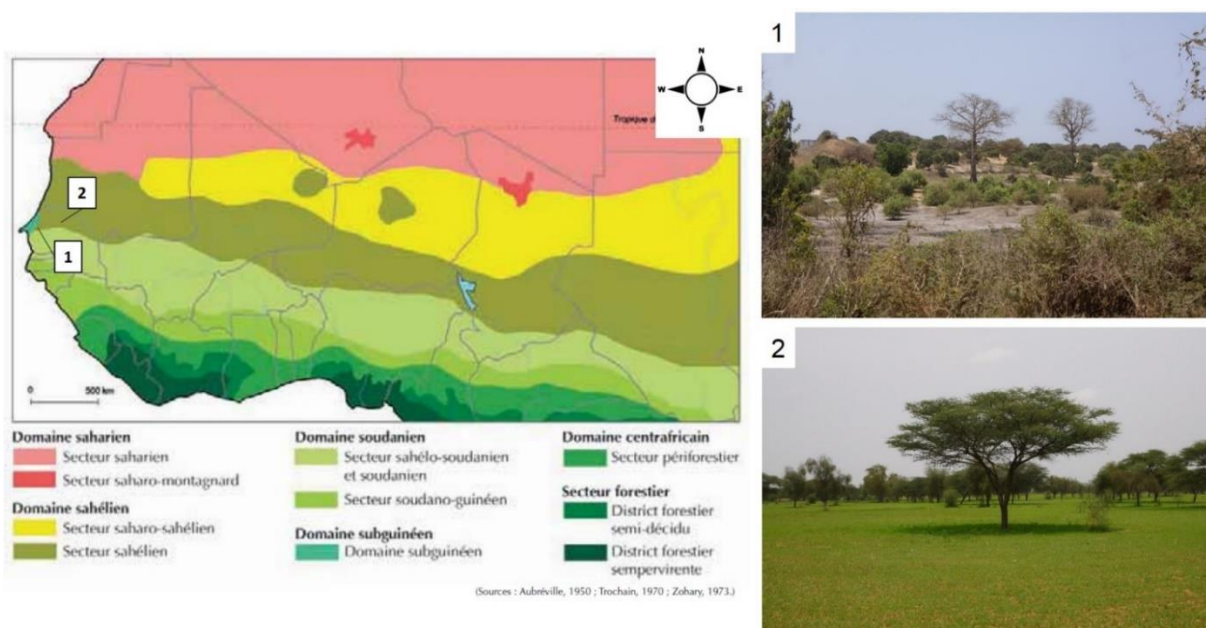 N
W
E
S
Tropique d
2
1
0
500 km
Domaine saharien
Secteur saharien
Secteur saharo-montagnard
Domaine sahélien
Secteur saharo-sahélien
Secteur sahélien
Domaine soudanien
Secteur sahélo-soudanien
et soudanien
Secteur soudano-guinéen
Domaine subguinéen
Domaine subguinéen
Domaine centrafricain
Secteur périforestier
Secteur forestier
District forestier
semi-décidu
District forestier
sempervirente
(Sources : Aubréville, 1950 ; Trochain, 1970 ; Zohary, 1973.)
1
2